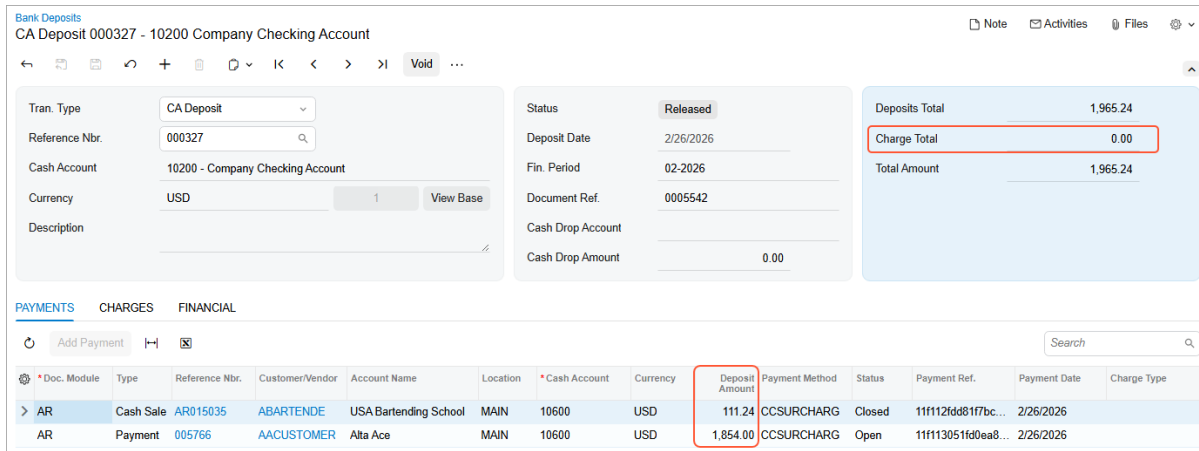 Bank Deposits
CA Deposit 000327 - 10200 Company Checking Account
Note Activities Files
Void
Tran. Type CA Deposit Status Released Deposits Total 1,965.24
Reference Nbr. 000327 Deposit Date 2/26/2026 Charge Total 0.00
Cash Account 10200 - Company Checking Account Fin. Period 02-2026 Total Amount 1,965.24
Currency USD 1 View Base Document Ref. 0005542
Description Cash Drop Account
Cash Drop Amount 0.00
PAYMENTS CHARGES FINANCIAL
Add Payment Search
* Doc. Module Type Reference Nbr. Customer/Vendor Account Name Location * Cash Account Currency Deposit Amount Payment Method Status Payment Ref. Payment Date Charge Type
AR Cash Sale AR015035 ABARTENDE USA Bartending School MAIN 10600 USD 111.24 CCSURCHARG Closed 11f112fdd81f7bc... 2/26/2026
AR Payment 005766 AACUSTOMER Alta Ace MAIN 10600 USD 1,854.00 CCSURCHARG Open 11f113051fd0ea8... 2/26/2026